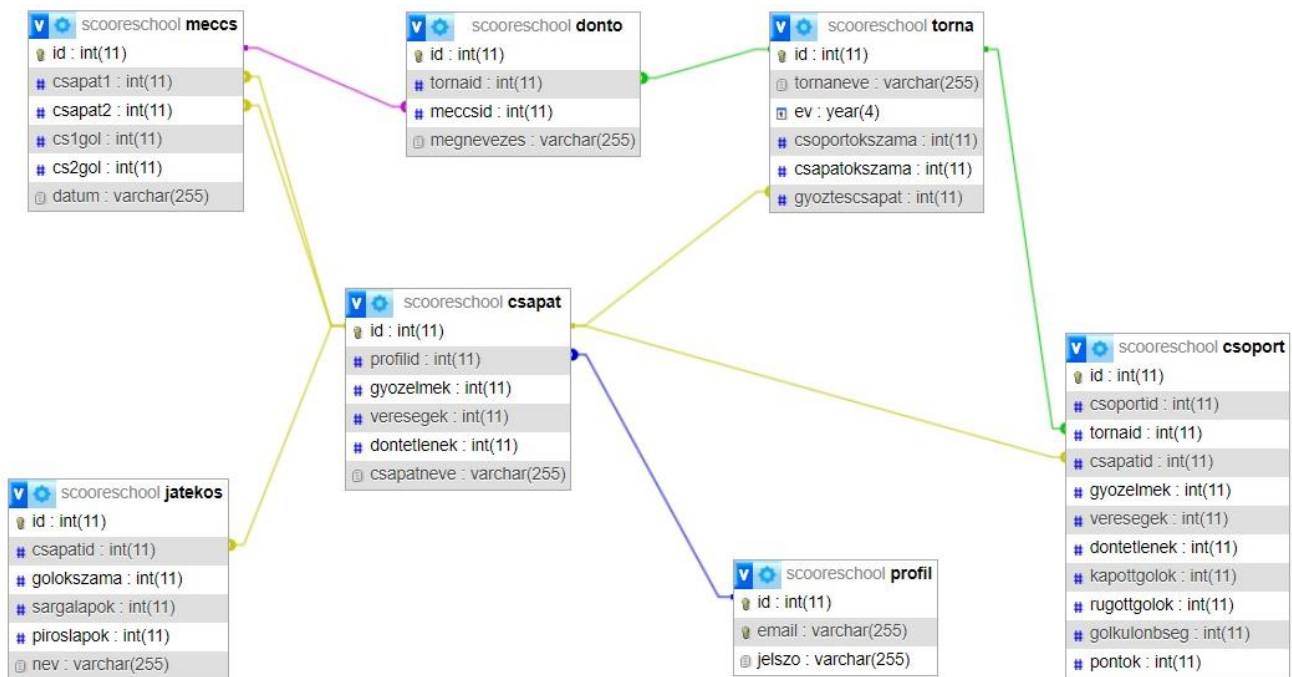 scooreschool meccs
id : int(11)
csapat1 : int(11)
csapat2 : int(11)
cs1gol : int(11)
cs2gol : int(11)
datum : varchar(255)
scooreschool donto
id : int(11)
tornaid : int(11)
meccsid : int(11)
megnevezes : varchar(255)
scooreschool torna
id : int(11)
tornaneve : varchar(255)
ev : year(4)
csoportokszama : int(11)
csapatokszama : int(11)
gyoztescsapat : int(11)
scooreschool csapat
id : int(11)
profilid : int(11)
gyozelmek : int(11)
veresegek : int(11)
dontetlenek : int(11)
csapatneve : varchar(255)
scooreschool csoport
id : int(11)
csoportid : int(11)
tornaid : int(11)
csapatid : int(11)
gyozelmek : int(11)
veresegek : int(11)
dontetlenek : int(11)
kapottgolok : int(11)
rugottgolok : int(11)
golkulonbseg : int(11)
pontok : int(11)
scooreschool jatekos
id : int(11)
csapatid : int(11)
golokszama : int(11)
sargalapok : int(11)
piroslapok : int(11)
nev : varchar(255)
scooreschool profil
id : int(11)
email : varchar(255)
jelszo : varchar(255)